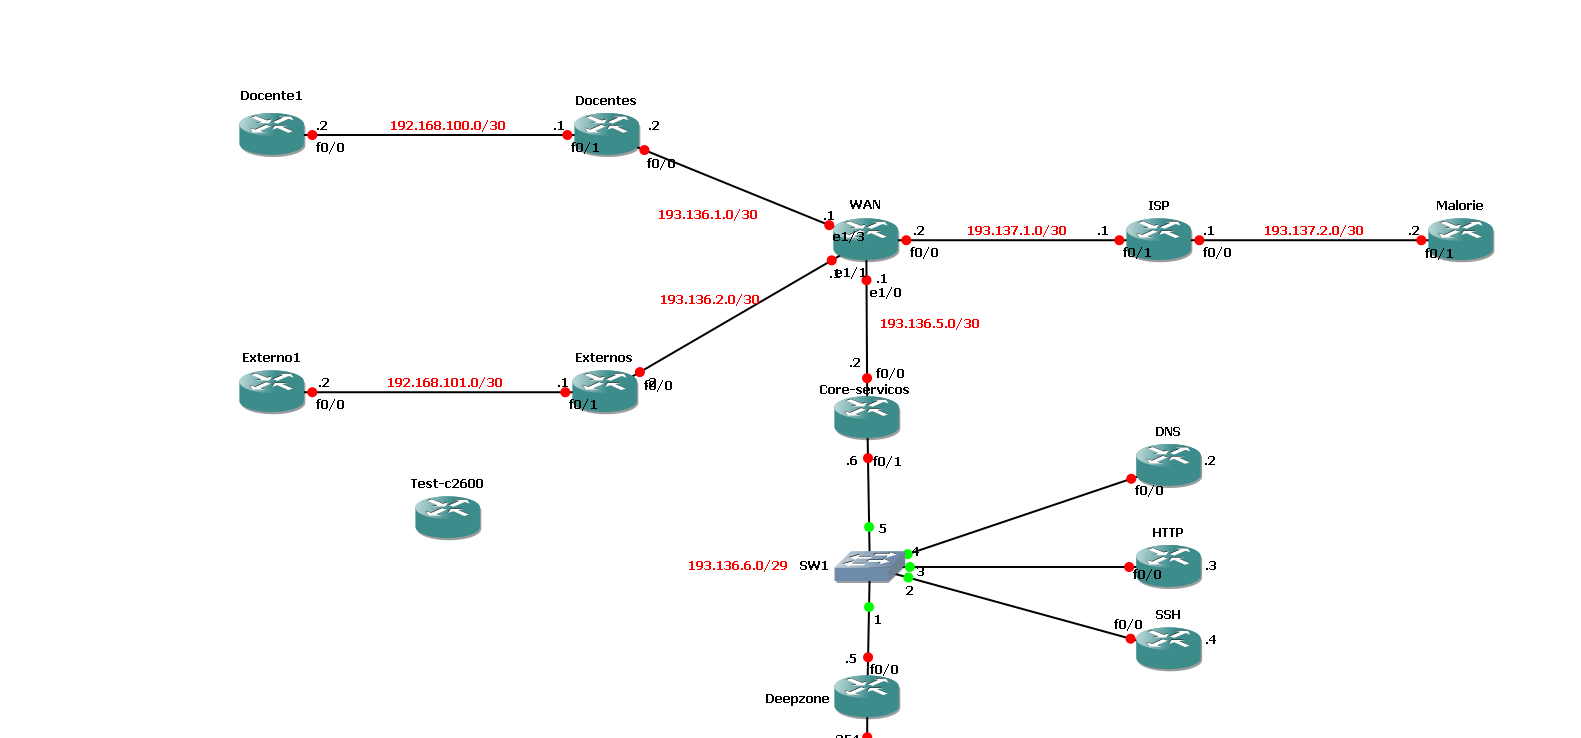 Docente1
Docentes
.2
192.168.100.0/30
.1
.2
f0/0
f0/1
f0/0
WAN
ISP
Malorie
193.136.1.0/30
.1
.2
193.137.1.0/30
.1
.1
193.137.2.0/30
.2
e1/3
f0/0
f0/1
f0/0
f0/1
.1
e1/1
.1
e1/0
193.136.2.0/30
193.136.5.0/30
Externo1
Externos
.2
f0/0
.2
192.168.101.0/30
.1
.2
f0/0
f0/0
f0/1
Core-servicos
DNS
.6
f0/1
.2
Test-c2600
f0/0
5
HTTP
4
193.136.6.0/29
SW1
3
f0/0
.3
2
SSH
1
f0/0
.4
.5
f0/0
Deepzone